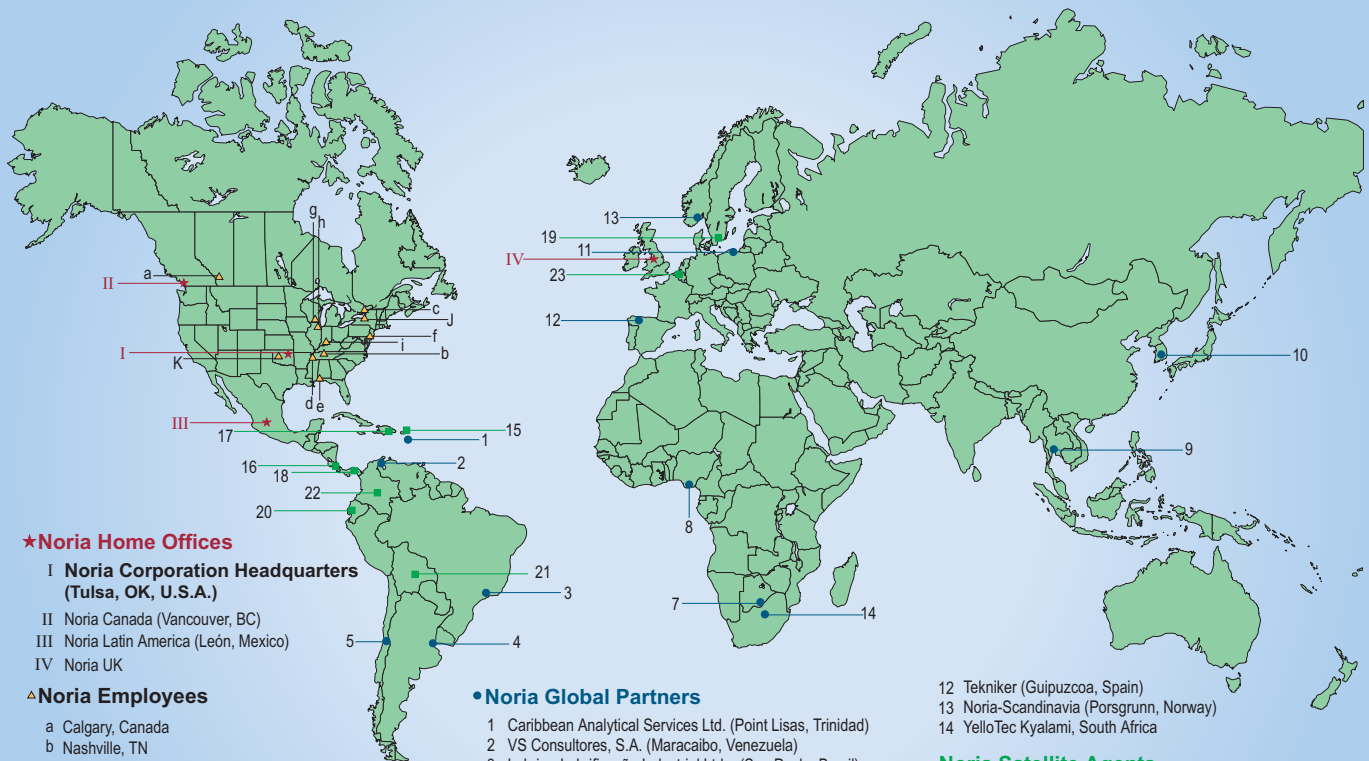 g
h
a
II
c
J
f
i
b
I
K
d
e
III
17
15
1
16
18
2
22
20
21
3
5
4
13
19
11
IV
23
12
10
9
8
7
14
Noria Home Offices
I Noria Corporation Headquarters
(Tulsa, OK, U.S.A.)
II Noria Canada (Vancouver, BC)
III Noria Latin America (León, Mexico)
IV Noria UK
Noria Employees
a Calgary, Canada
b Nashville, TN
Noria Global Partners
1 Caribbean Analytical Services Ltd. (Point Lisas, Trinidad)
2 VS Consultores, S.A. (Maracaibo, Venezuela)
12 Tekniker (Guipuzcoa, Spain)
13 Noria-Scandinavia (Porsgrunn, Norway)
14 YelloTec Kyalami, South Africa
Noria Satellite Agents